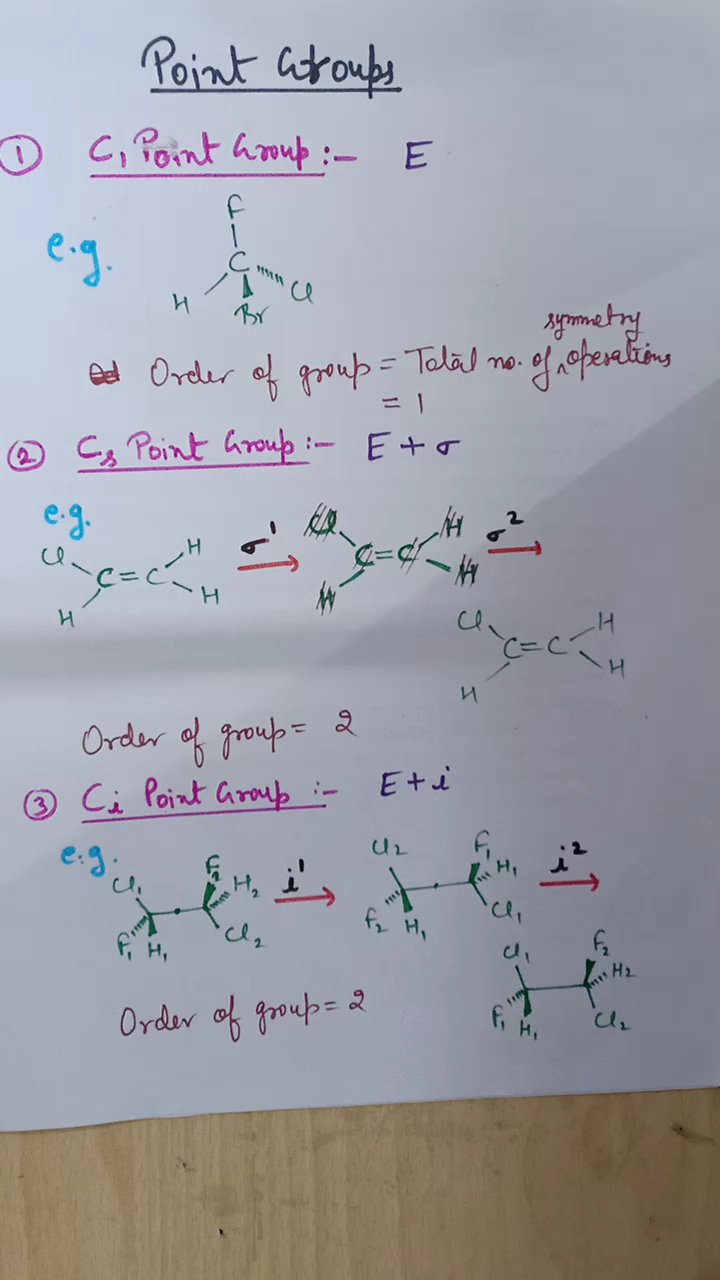 Point Groups
① C₁ Point Group :- E
e.g.
F
C
H Cl
Br
Order of group = Total no. of symmetry operations
= 1
② Cs Point Group :- E + σ
e.g.
Cl H
C=C
H H
σ¹
Cl H
C=C
H H
σ²
Cl H
C=C
H H
Order of group = 2
③ Ci Point Group :- E + i
e.g.
Cl₁ F₂ H₂
F₁ H₁ Cl₂
i¹
Cl₂ F₁ H₁
F₂ H₁ Cl₁
i²
Cl₁ F₂ H₂
F₁ H₁ Cl₂
Order of group = 2